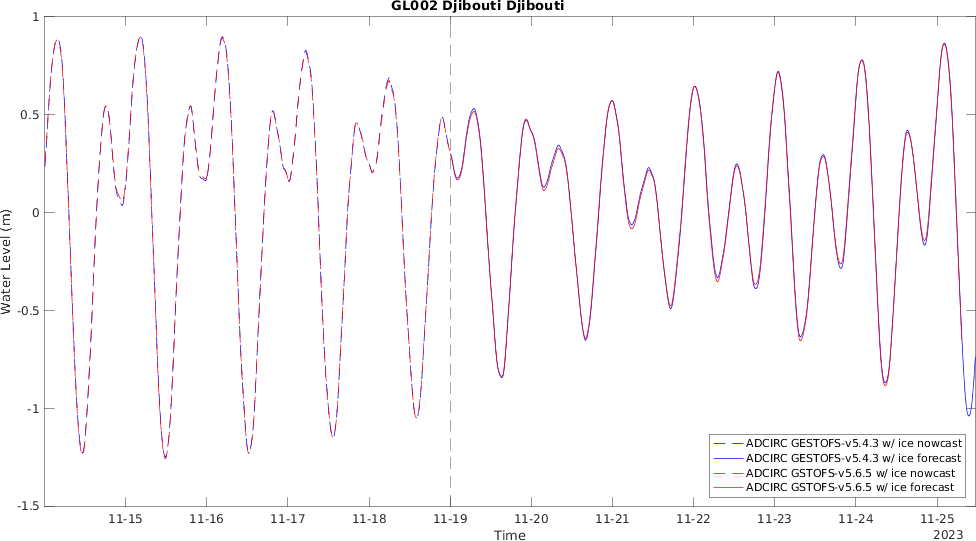 GL002 Djibouti Djibouti
1
0.5
0
-0.5
-1
-1.5
Water Level (m)
11-15 11-16 11-17 11-18 11-19 11-20 11-21 11-22 11-23 11-24 11-25
Time
2023
ADCIRC GESTOFS-v5.4.3 w/ ice nowcast
ADCIRC GESTOFS-v5.4.3 w/ ice forecast
ADCIRC GSTOFS-v5.6.5 w/ ice nowcast
ADCIRC GSTOFS-v5.6.5 w/ ice forecast